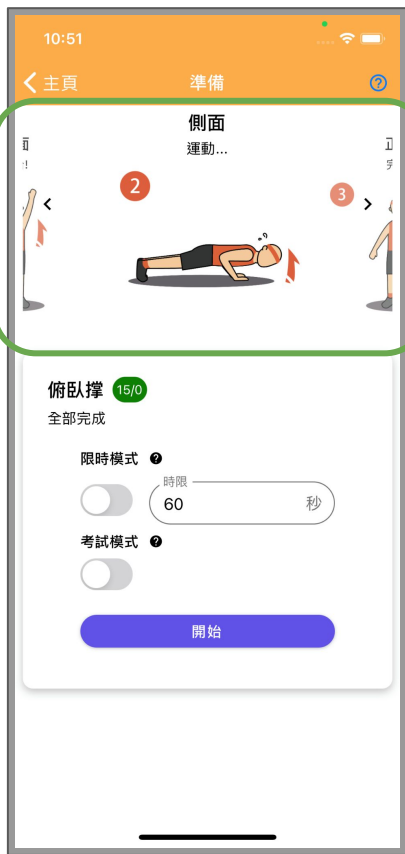 10:51
主頁 準備
側面
運動...
2
3
俯臥撑 15/0
全部完成
限時模式
時限
60 秒
考試模式
開始